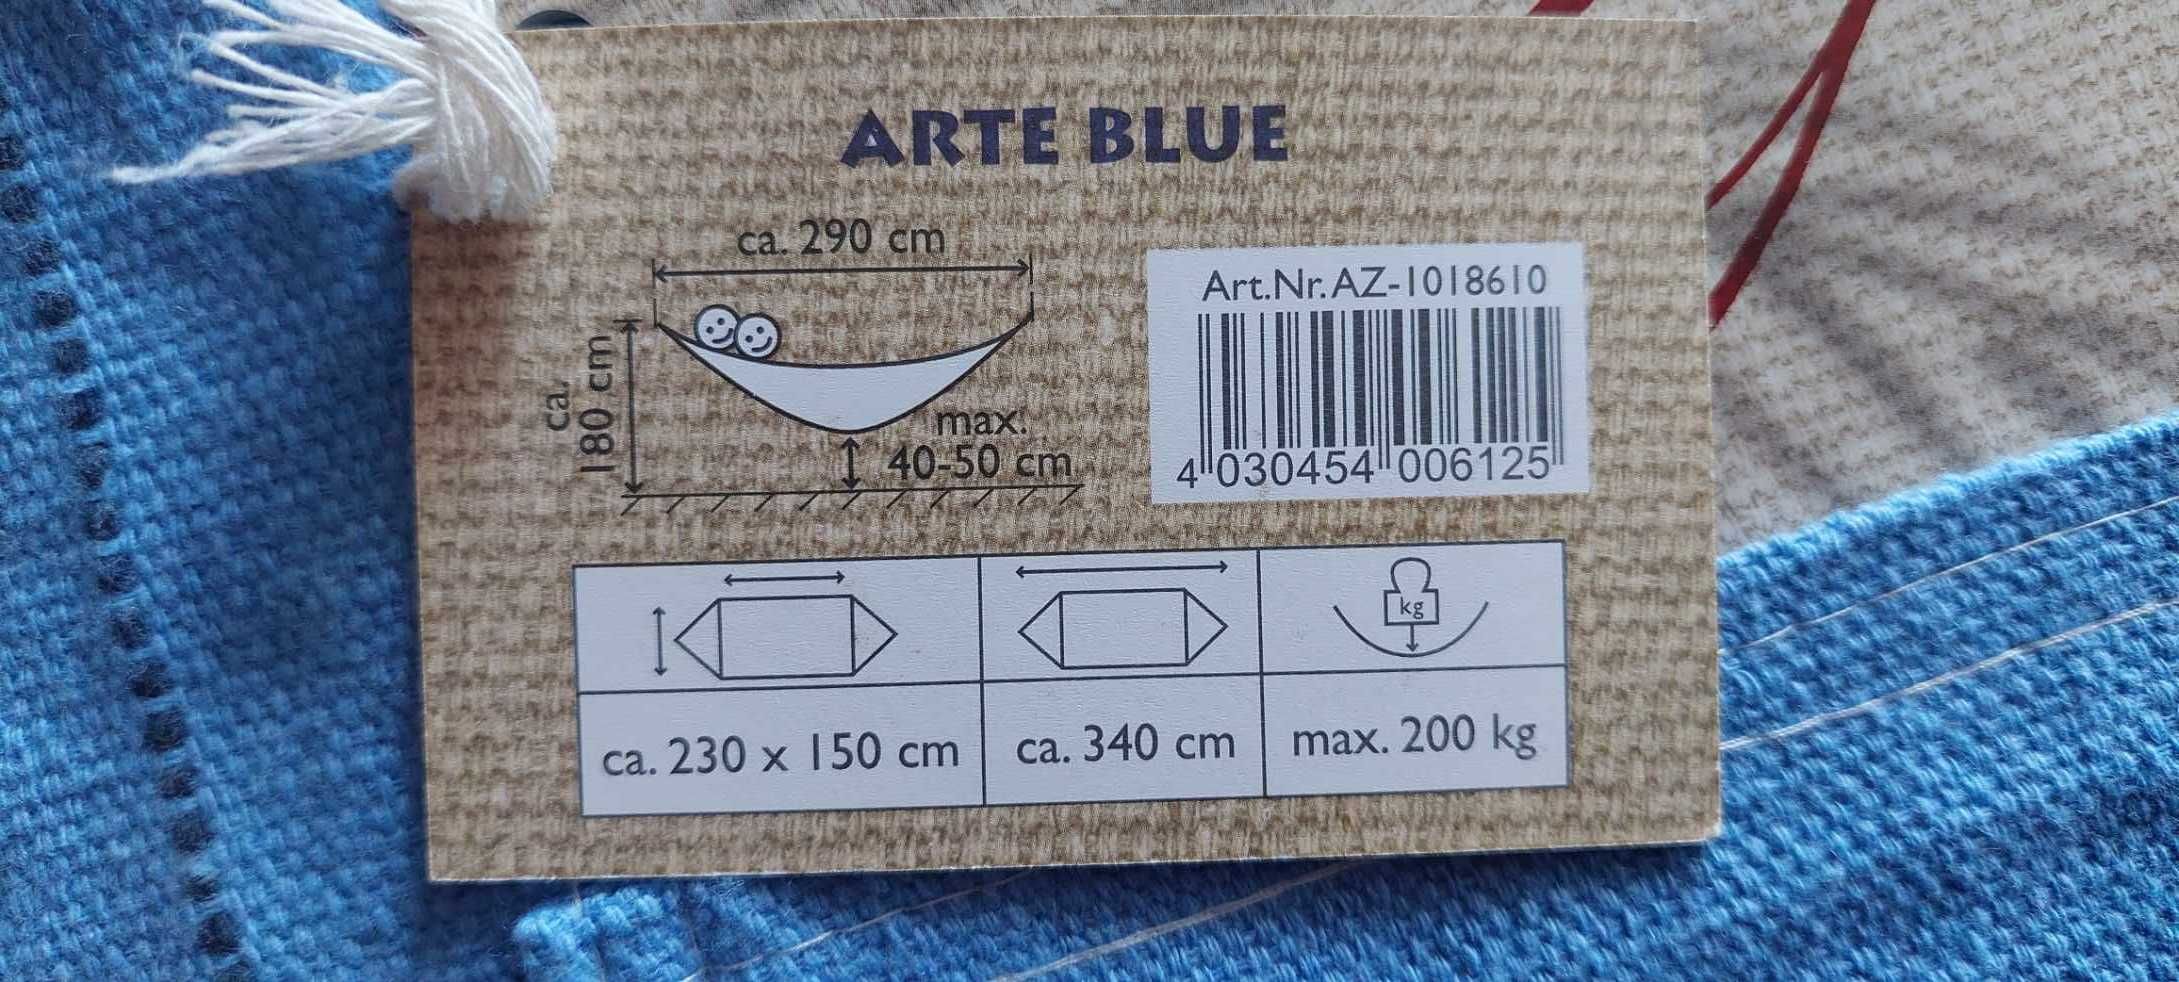 ARTE BLUE
ca. 290 cm
ca.
180 cm
max.
40-50 cm
Art.Nr.AZ-1018610
4 030454 006125
kg
ca. 230 x 150 cm
ca. 340 cm
max. 200 kg